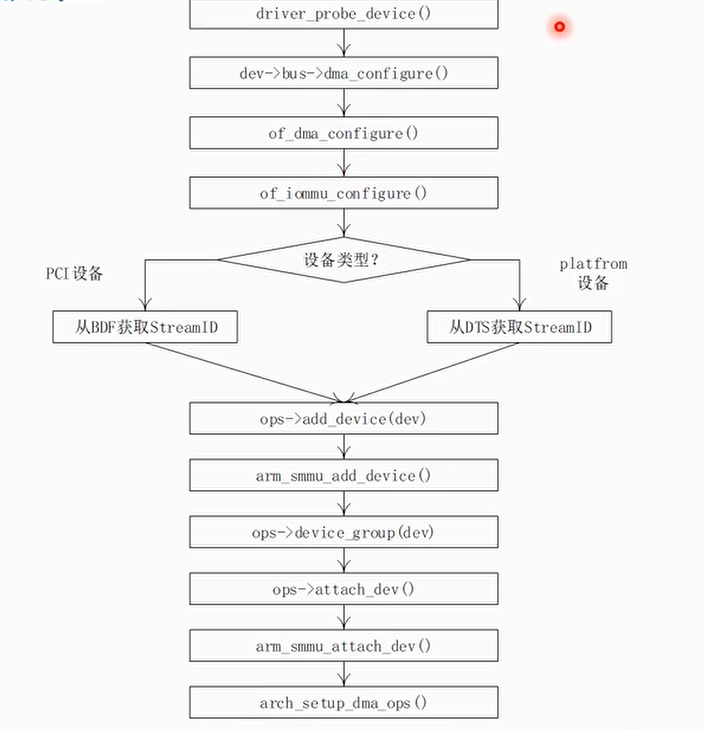 driver_probe_device()
dev->bus->dma_configure()
of_dma_configure()
of_iommu_configure()
设备类型?
PCI设备
platfrom
设备
从BDF获取StreamID
从DTS获取StreamID
ops->add_device(dev)
arm_smmu_add_device()
ops->device_group(dev)
ops->attach_dev()
arm_smmu_attach_dev()
arch_setup_dma_ops()